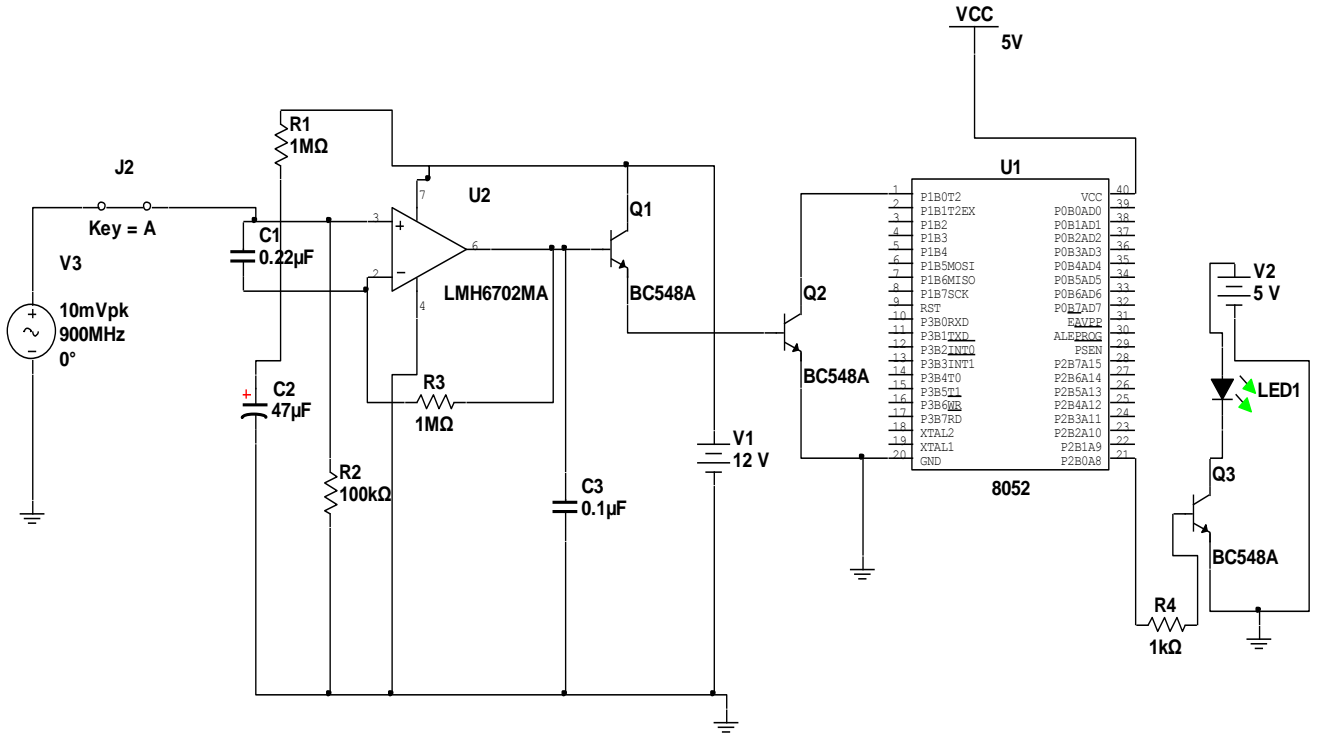 VCC
5V
R1
1MΩ
J2
Key = A
V3
10mVpk
900MHz
0°
C1
0.22µF
C2
47µF
R2
100kΩ
U2
3
2
7
4
6
LMH6702MA
R3
1MΩ
C3
0.1µF
Q1
BC548A
V1
12 V
Q2
BC548A
U1
1 P1B0T2
2 P1B1T2EX
3 P1B2
4 P1B3
5 P1B4
6 P1B5MOSI
7 P1B6MISO
8 P1B7SCK
9 RST
10 P3B0RXD
11 P3B1TXD
12 P3B2INT0
13 P3B3INT1
14 P3B4T0
15 P3B5T1
16 P3B6WR
17 P3B7RD
18 XTAL2
19 XTAL1
20 GND
VCC 40
P0B0AD0 39
P0B1AD1 38
P0B2AD2 37
P0B3AD3 36
P0B4AD4 35
P0B5AD5 34
P0B6AD6 33
P0B7AD7 32
EAVPP 31
ALEPROG 30
PSEN 29
P2B7A15 28
P2B6A14 27
P2B5A13 26
P2B4A12 25
P2B3A11 24
P2B2A10 23
P2B1A9 22
P2B0A8 21
8052
V2
5 V
LED1
Q3
BC548A
R4
1kΩ